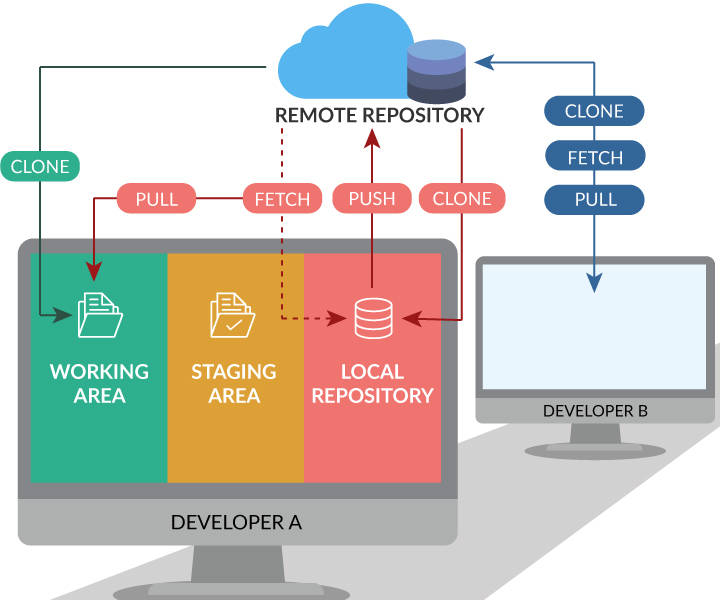 REMOTE REPOSITORY
CLONE
FETCH
PULL
CLONE
PULL
FETCH
PUSH
CLONE
WORKING
AREA
STAGING
AREA
LOCAL
REPOSITORY
DEVELOPER B
DEVELOPER A